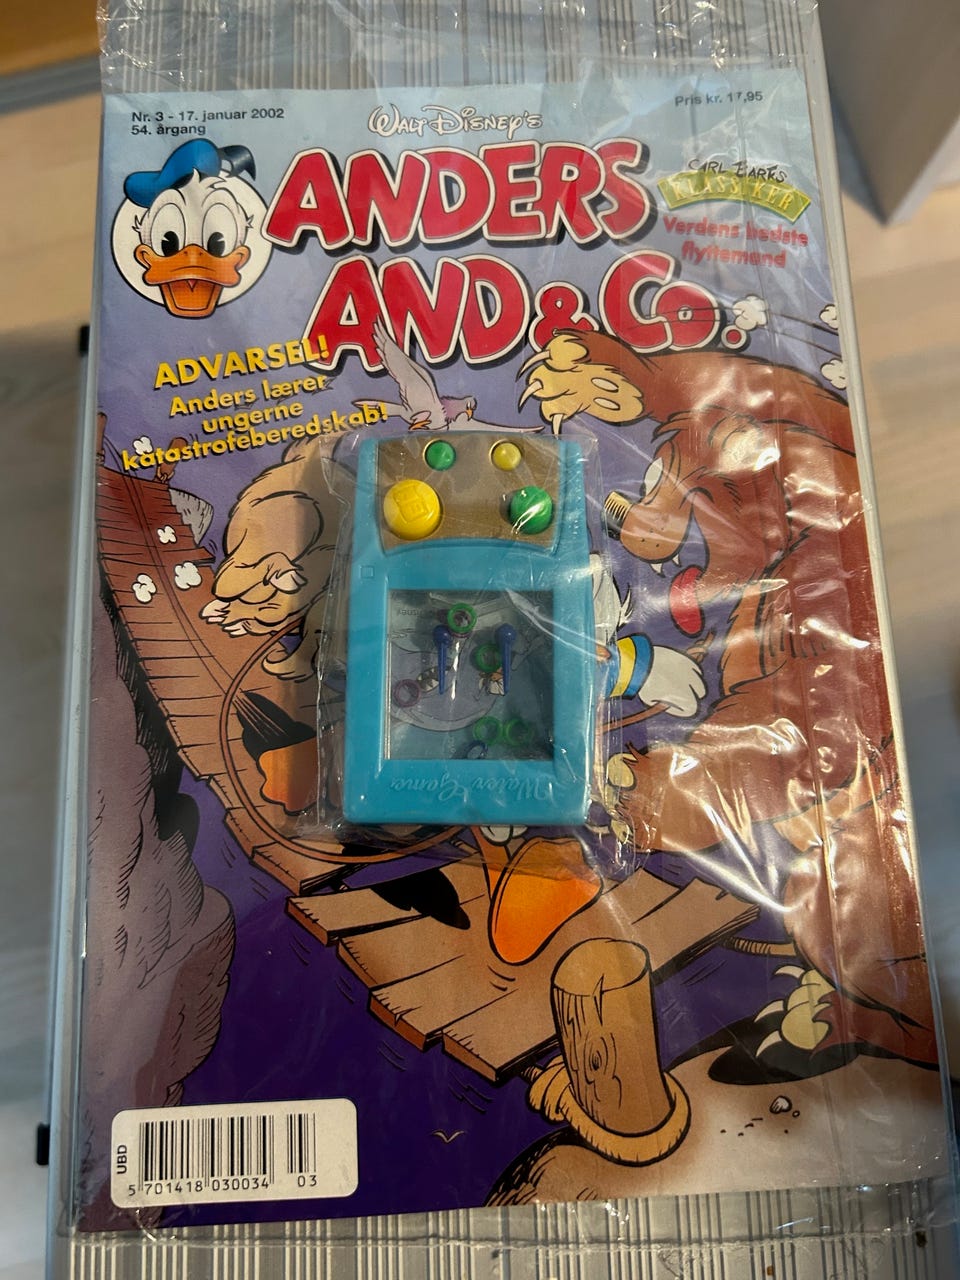 Nr. 3 - 17. januar 2002
54. årgang
Pris kr. 17,95
WALT DISNEY'S
ANDERS
AND & Co.
CARL BARKS
KLASSIKER
Verdens bedste
flyttemand
ADVARSEL!
Anders lærer
ungerne
katastrofeberedskab!
Water Game
UBD
5 701418 030034 03